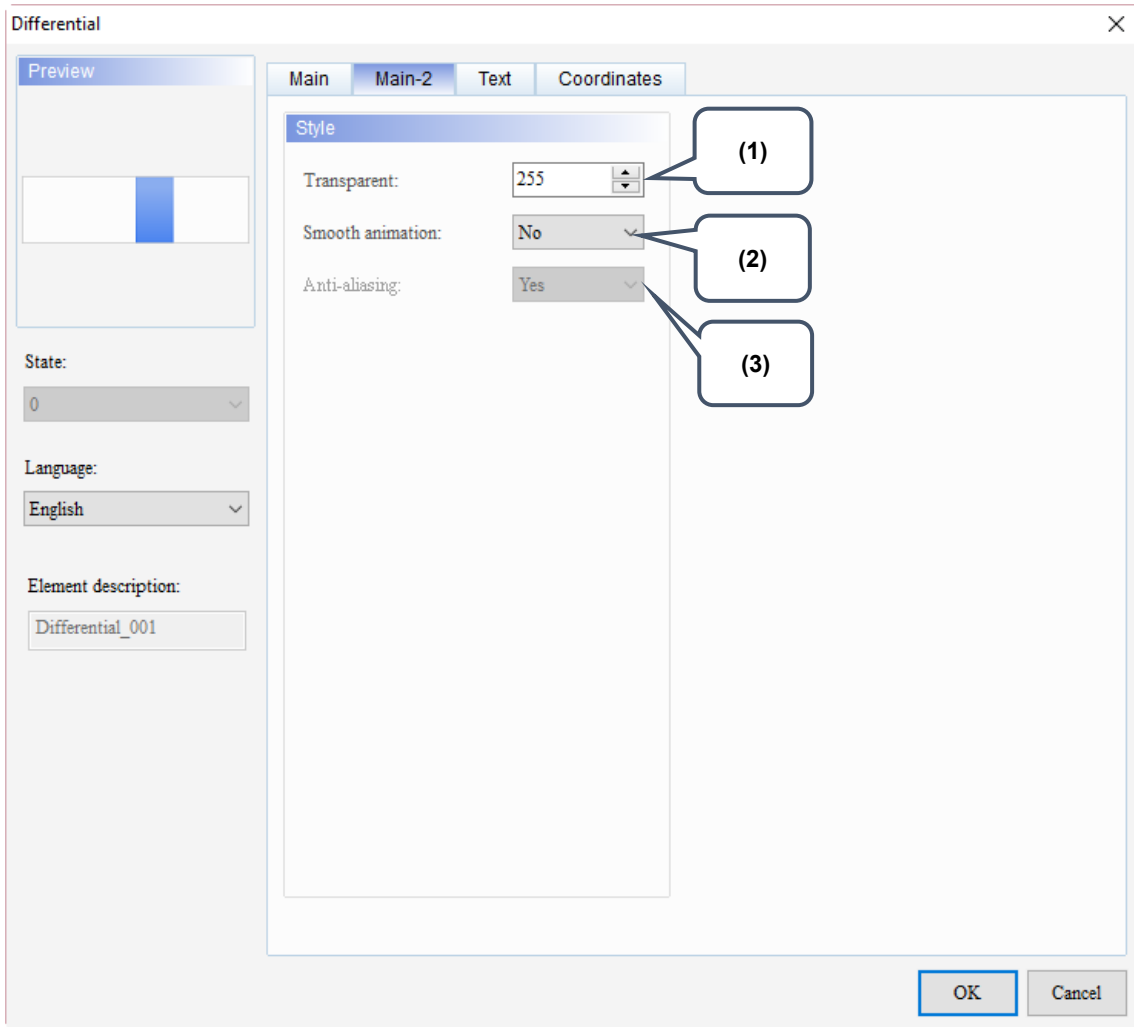 Differential
Preview
Main Main-2 Text Coordinates
Style
Transparent: 255
(1)
Smooth animation: No
(2)
Anti-aliasing: Yes
(3)
State:
0
Language:
English
Element description:
Differential_001
OK Cancel